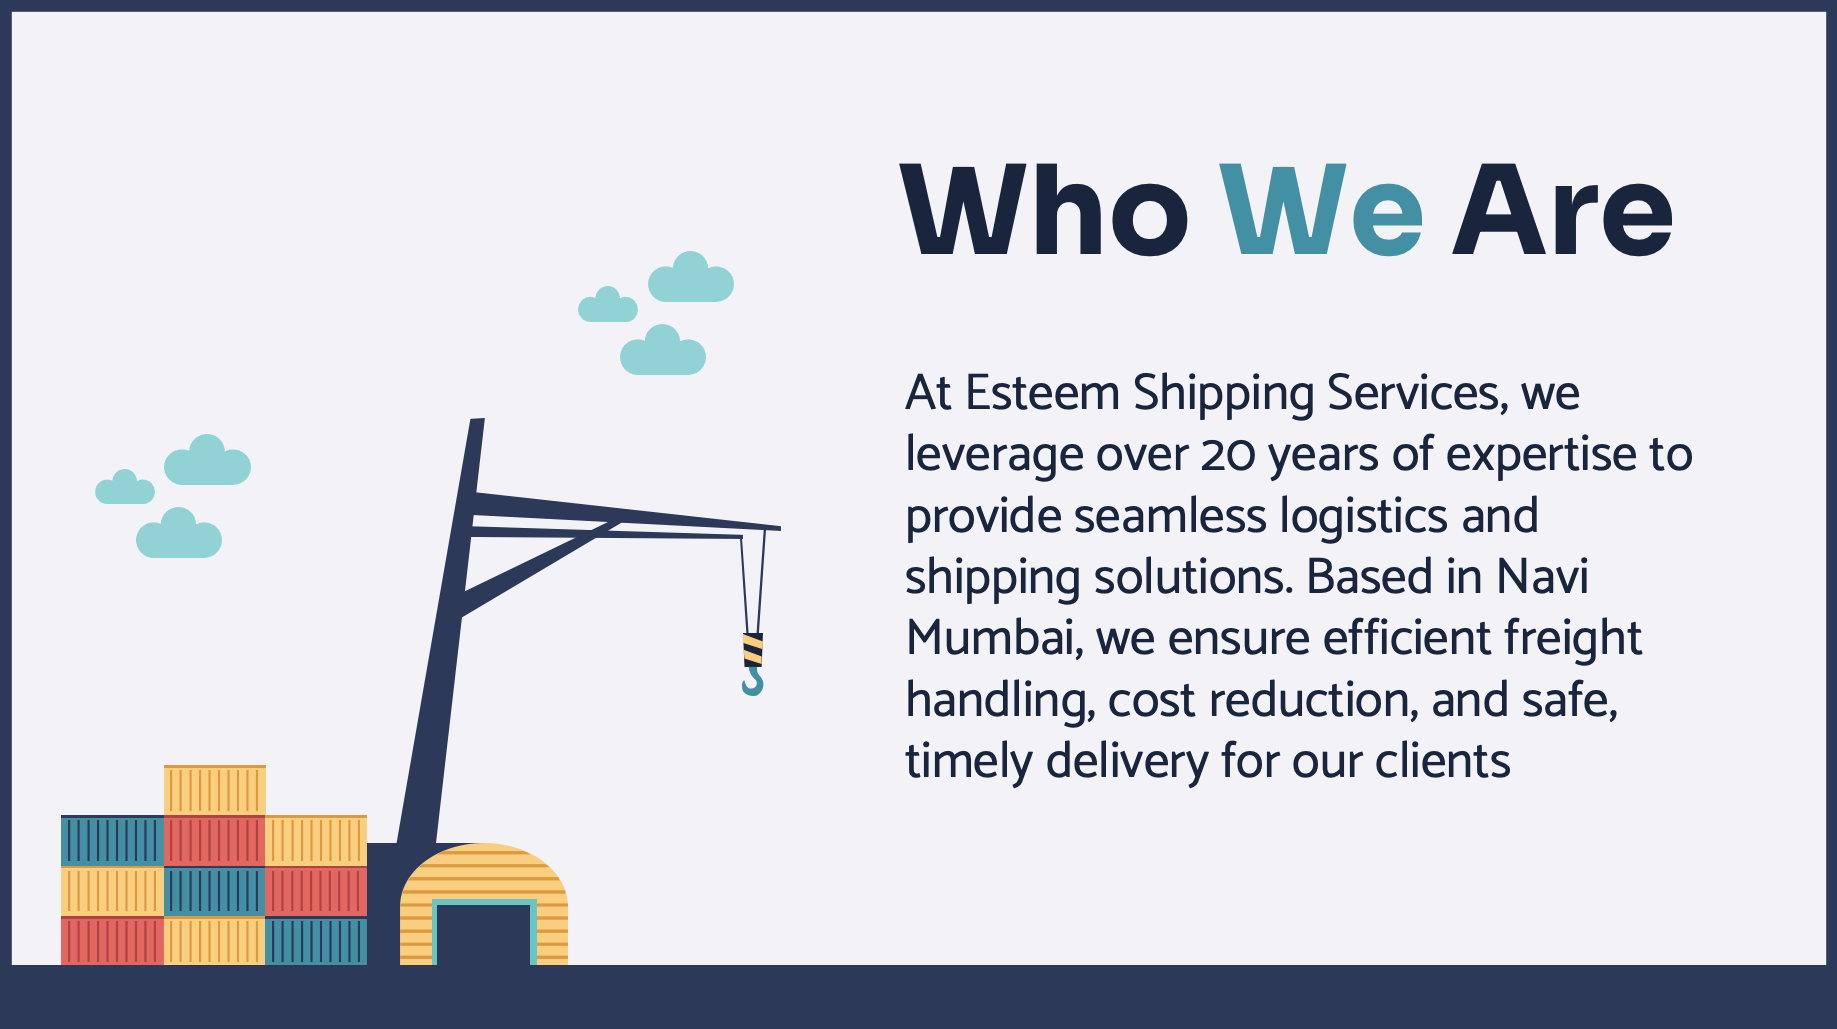 Who We Are
At Esteem Shipping Services, we
leverage over 20 years of expertise to
provide seamless logistics and
shipping solutions. Based in Navi
Mumbai, we ensure efficient freight
handling, cost reduction, and safe,
timely delivery for our clients